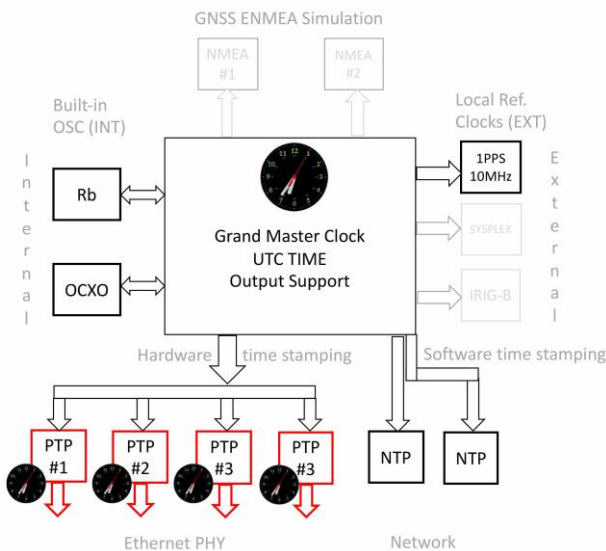 GNSS ENMEA Simulation
NMEA
#1
NMEA
#2
Built-in
OSC (INT)
Local Ref.
Clocks (EXT)
Internal
External
Rb
OCXO
Grand Master Clock
UTC TIME
Output Support
1PPS
10MHz
SYSPLEX
IRIG-B
Hardware time stamping
Software time stamping
PTP
#1
PTP
#2
PTP
#3
PTP
#3
NTP
NTP
Ethernet PHY
Network